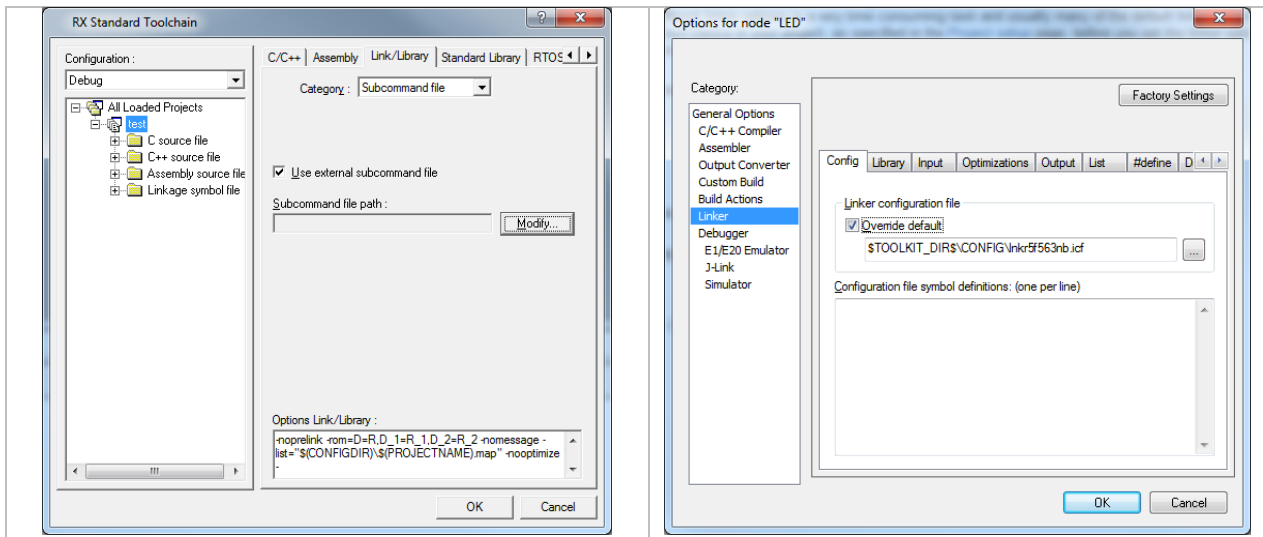 RX Standard Toolchain
Configuration :
Debug
All Loaded Projects
test
C source file
C++ source file
Assembly source file
Linkage symbol file
C/C++ Assembly Link/Library Standard Library RTOS
Category : Subcommand file
Use external subcommand file
Subcommand file path :
Modify...
Options Link/Library :
-noprelink -rom=D=R,D_1=R_1,D_2=R_2 -nomessage -
list="$(CONFIGDIR)\$(PROJECTNAME).map" -nooptimize
-
OK Cancel
Options for node "LED"
Category:
General Options
C/C++ Compiler
Assembler
Output Converter
Custom Build
Build Actions
Linker
Debugger
E1/E20 Emulator
J-Link
Simulator
Factory Settings
Config Library Input Optimizations Output List #define D
Linker configuration file
Override default
$TOOLKIT_DIR$\CONFIG\lnkr5f563nb.icf
...
Configuration file symbol definitions: (one per line)
OK Cancel